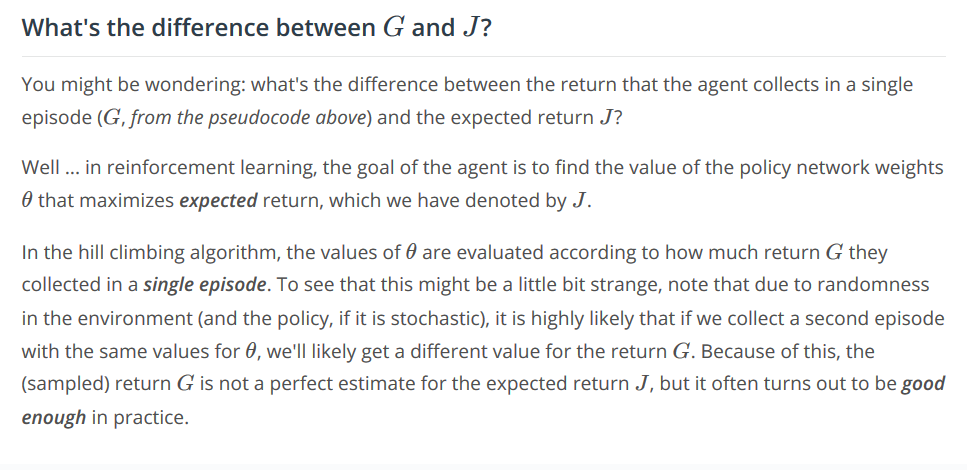 What's the difference between G and J?
You might be wondering: what's the difference between the return that the agent collects in a single
episode (G, from the pseudocode above) and the expected return J?
Well ... in reinforcement learning, the goal of the agent is to find the value of the policy network weights
θ that maximizes expected return, which we have denoted by J.
In the hill climbing algorithm, the values of θ are evaluated according to how much return G they
collected in a single episode. To see that this might be a little bit strange, note that due to randomness
in the environment (and the policy, if it is stochastic), it is highly likely that if we collect a second episode
with the same values for θ, we'll likely get a different value for the return G. Because of this, the
(sampled) return G is not a perfect estimate for the expected return J, but it often turns out to be good
enough in practice.